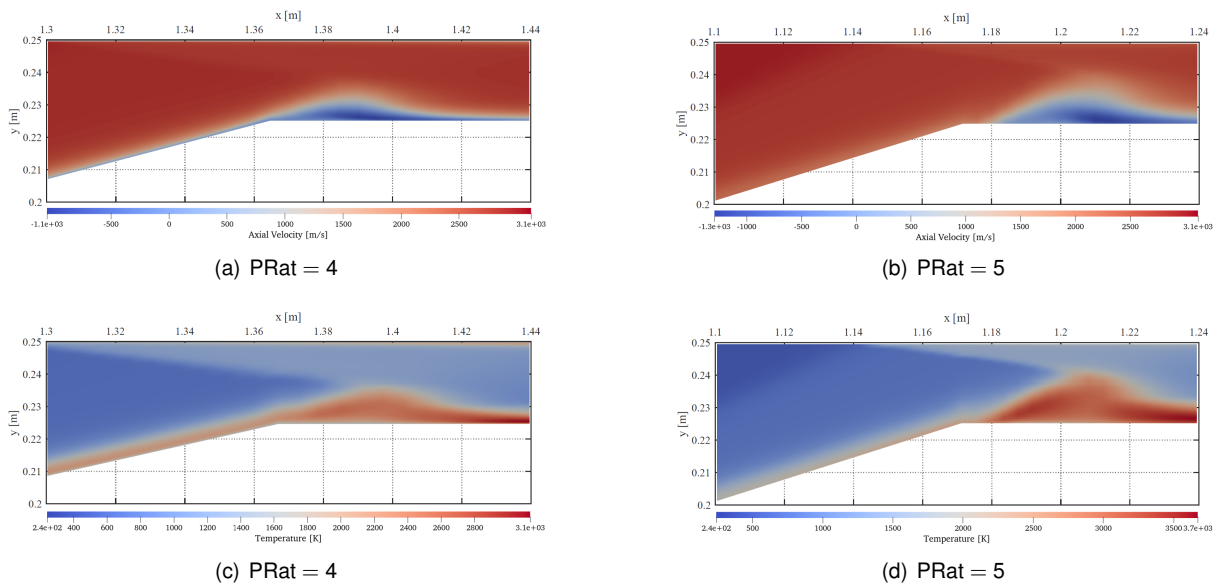 x [m]
1.3 1.32 1.34 1.36 1.38 1.4 1.42 1.44
0.25
0.24
0.23
0.22
0.21
0.2
y [m]
-1.1e+03 -500 0 500 1000 1500 2000 2500 3.1e+03
Axial Velocity [m/s]
(a) PRat = 4
x [m]
1.1 1.12 1.14 1.16 1.18 1.2 1.22 1.24
0.25
0.24
0.23
0.22
0.21
0.2
y [m]
-1.3e+03 -1000 -500 0 500 1000 1500 2000 2500 3.1e+03
Axial Velocity [m/s]
(b) PRat = 5
x [m]
1.3 1.32 1.34 1.36 1.38 1.4 1.42 1.44
0.25
0.24
0.23
0.22
0.21
0.2
y [m]
2.4e+02 400 600 800 1000 1200 1400 1600 1800 2000 2200 2400 2600 2800 3.1e+03
Temperature [K]
(c) PRat = 4
x [m]
1.1 1.12 1.14 1.16 1.18 1.2 1.22 1.24
0.25
0.24
0.23
0.22
0.21
0.2
y [m]
2.4e+02 500 1000 1500 2000 2500 3000 3500 3.7e+03
Temperature [K]
(d) PRat = 5